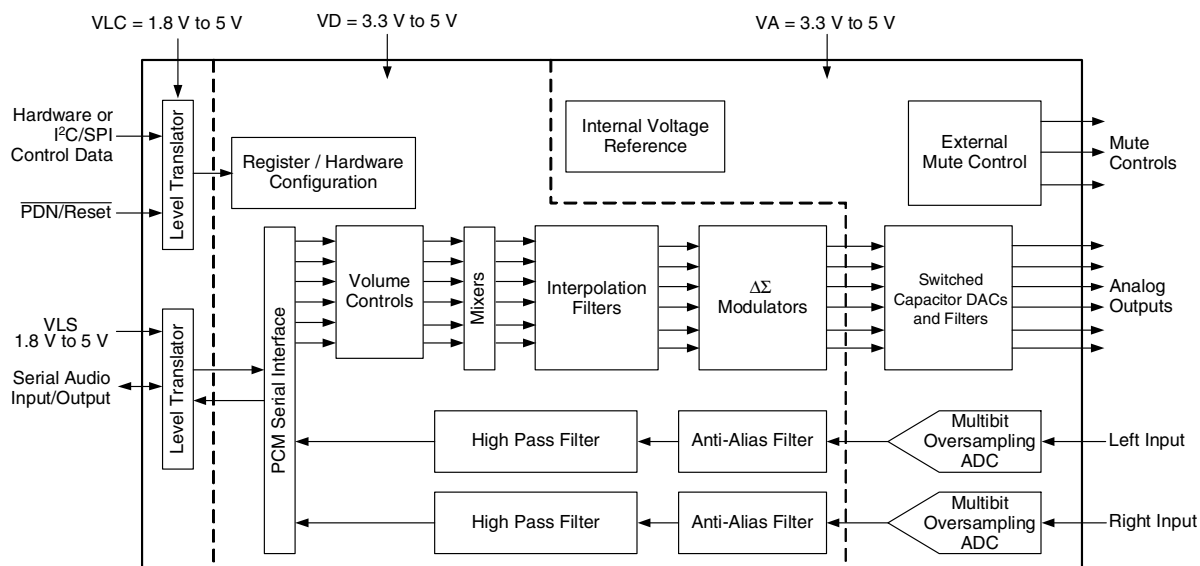 VLC = 1.8 V to 5 V
VD = 3.3 V to 5 V
VA = 3.3 V to 5 V
Hardware or
I²C/SPI
Control Data
PDN/Reset
Level Translator
Register / Hardware
Configuration
Internal Voltage
Reference
External
Mute Control
Mute
Controls
VLS
1.8 V to 5 V
Serial Audio
Input/Output
Level Translator
PCM Serial Interface
Volume
Controls
Mixers
Interpolation
Filters
ΔΣ
Modulators
Switched
Capacitor DACs
and Filters
Analog
Outputs
High Pass Filter
Anti-Alias Filter
Multibit
Oversampling
ADC
Left Input
High Pass Filter
Anti-Alias Filter
Multibit
Oversampling
ADC
Right Input